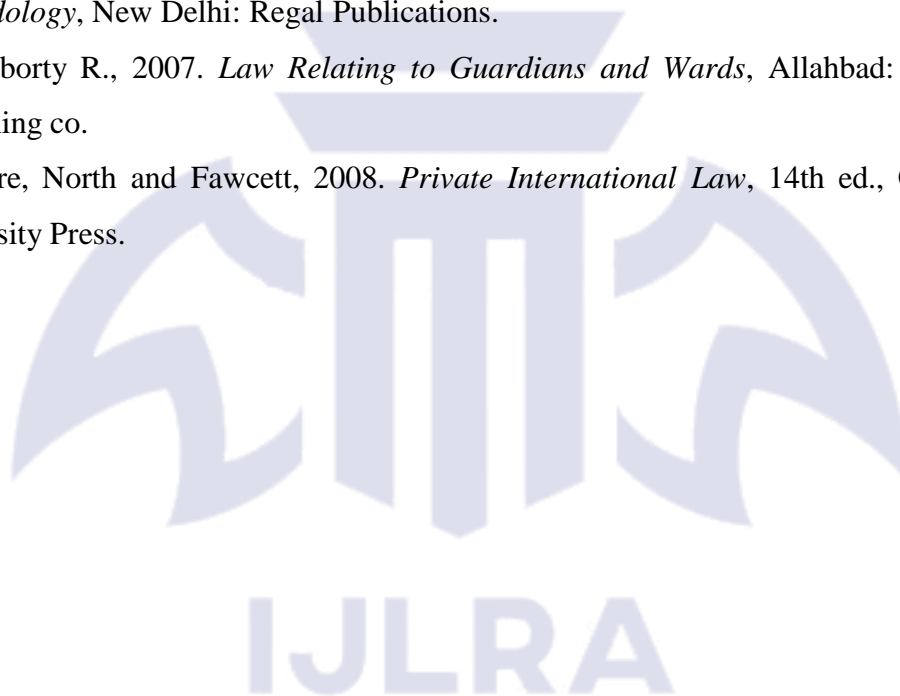 dology, New Delhi: Regal Publications.
borty R., 2007. Law Relating to Guardians and Wards, Allahbad:
ing co.
re, North and Fawcett, 2008. Private International Law, 14th ed.,
sity Press.
IJLRA